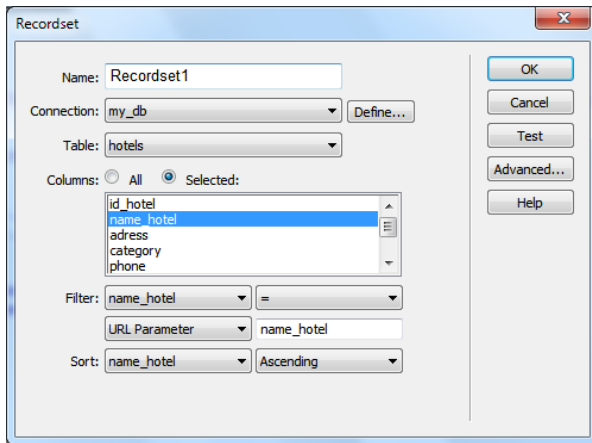 Recordset
x
Name: Recordset1
OK
Connection: my_db Define...
Cancel
Table: hotels
Test
Columns: All Selected:
Advanced...
id_hotel
name_hotel
adress
category
phone
Help
Filter: name_hotel =
URL Parameter name_hotel
Sort: name_hotel Ascending